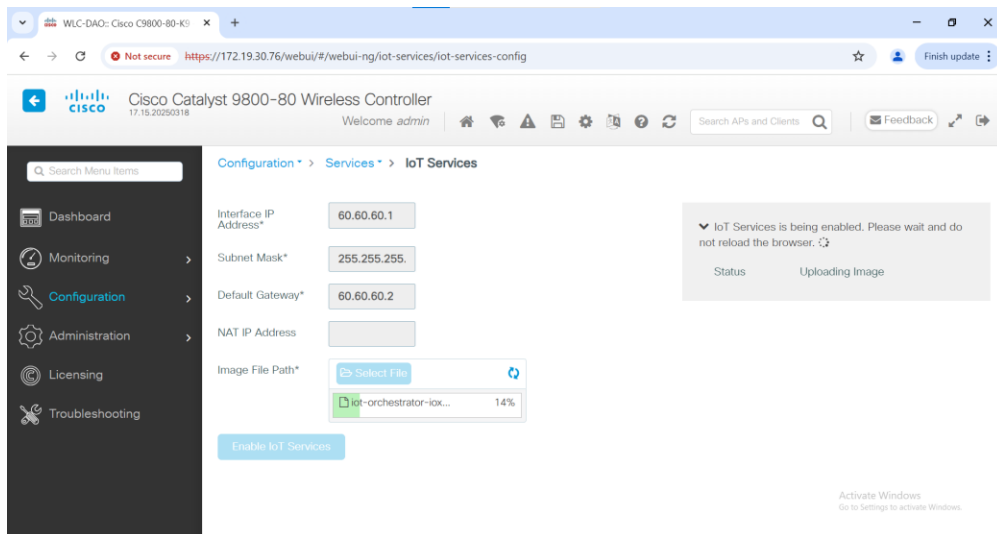 WLC-DAO:: Cisco C9800-80-K9
Not secure https://172.19.30.76/webui/#/webui-ng/iot-services/iot-services-config
Finish update
CISCO
Cisco Catalyst 9800-80 Wireless Controller
17.15.20250318
Welcome admin
Search APs and Clients
Feedback
Search Menu Items
Configuration > Services > IoT Services
Dashboard
Monitoring
Configuration
Administration
Licensing
Troubleshooting
Interface IP
Address*
60.60.60.1
Subnet Mask*
255.255.255.
Default Gateway*
60.60.60.2
NAT IP Address
Image File Path*
Select File
iot-orchestrator-iox...
14%
Enable IoT Services
IoT Services is being enabled. Please wait and do
not reload the browser.
Status Uploading Image
Activate Windows
Go to Settings to activate Windows.